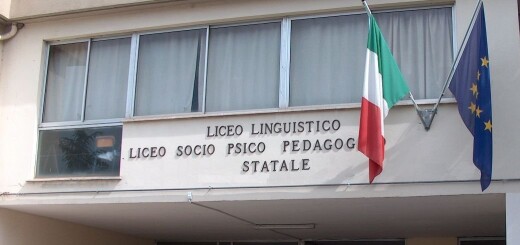 LICEO LINGUISTICO
LICEO SOCIO PSICO PEDAGOG
STATALE